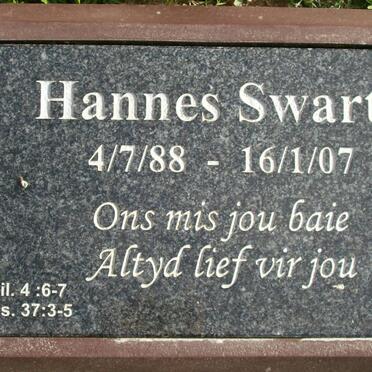 Hannes Swart
4/7/88 - 16/1/07
Ons mis jou baie
Altyd lief vir jou
il. 4 :6-7
s. 37:3-5